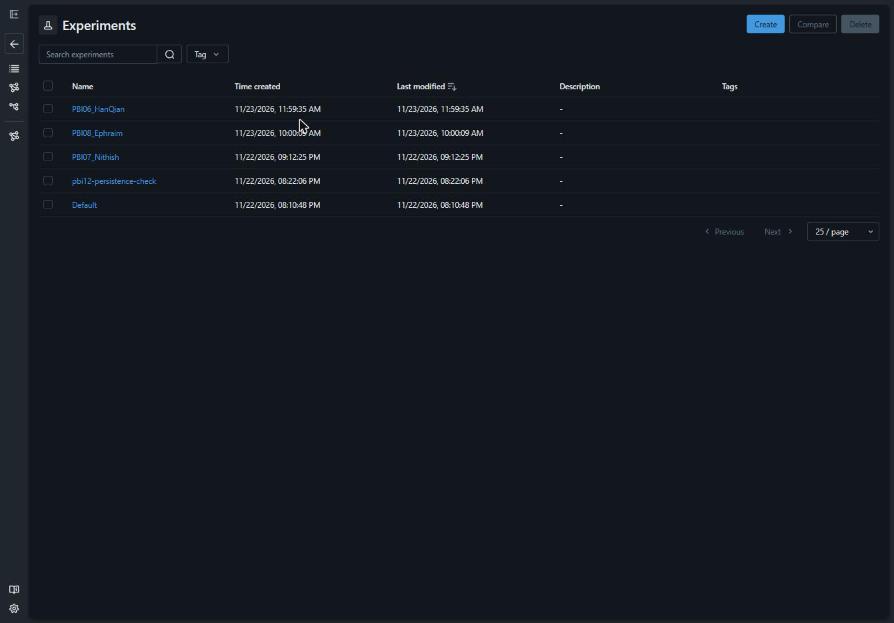 Experiments
Create Compare Delete
Search experiments Tag
Name Time created Last modified Description Tags
PBI06_HanQian 11/23/2026, 11:59:35 AM 11/23/2026, 11:59:35 AM -
PBI08_Ephraim 11/23/2026, 10:00:09 AM 11/23/2026, 10:00:09 AM -
PBI07_Nithish 11/22/2026, 09:12:25 PM 11/22/2026, 09:12:25 PM -
pbi12-persistence-check 11/22/2026, 08:22:06 PM 11/22/2026, 08:22:06 PM -
Default 11/22/2026, 08:10:48 PM 11/22/2026, 08:10:48 PM -
Previous Next 25 / page